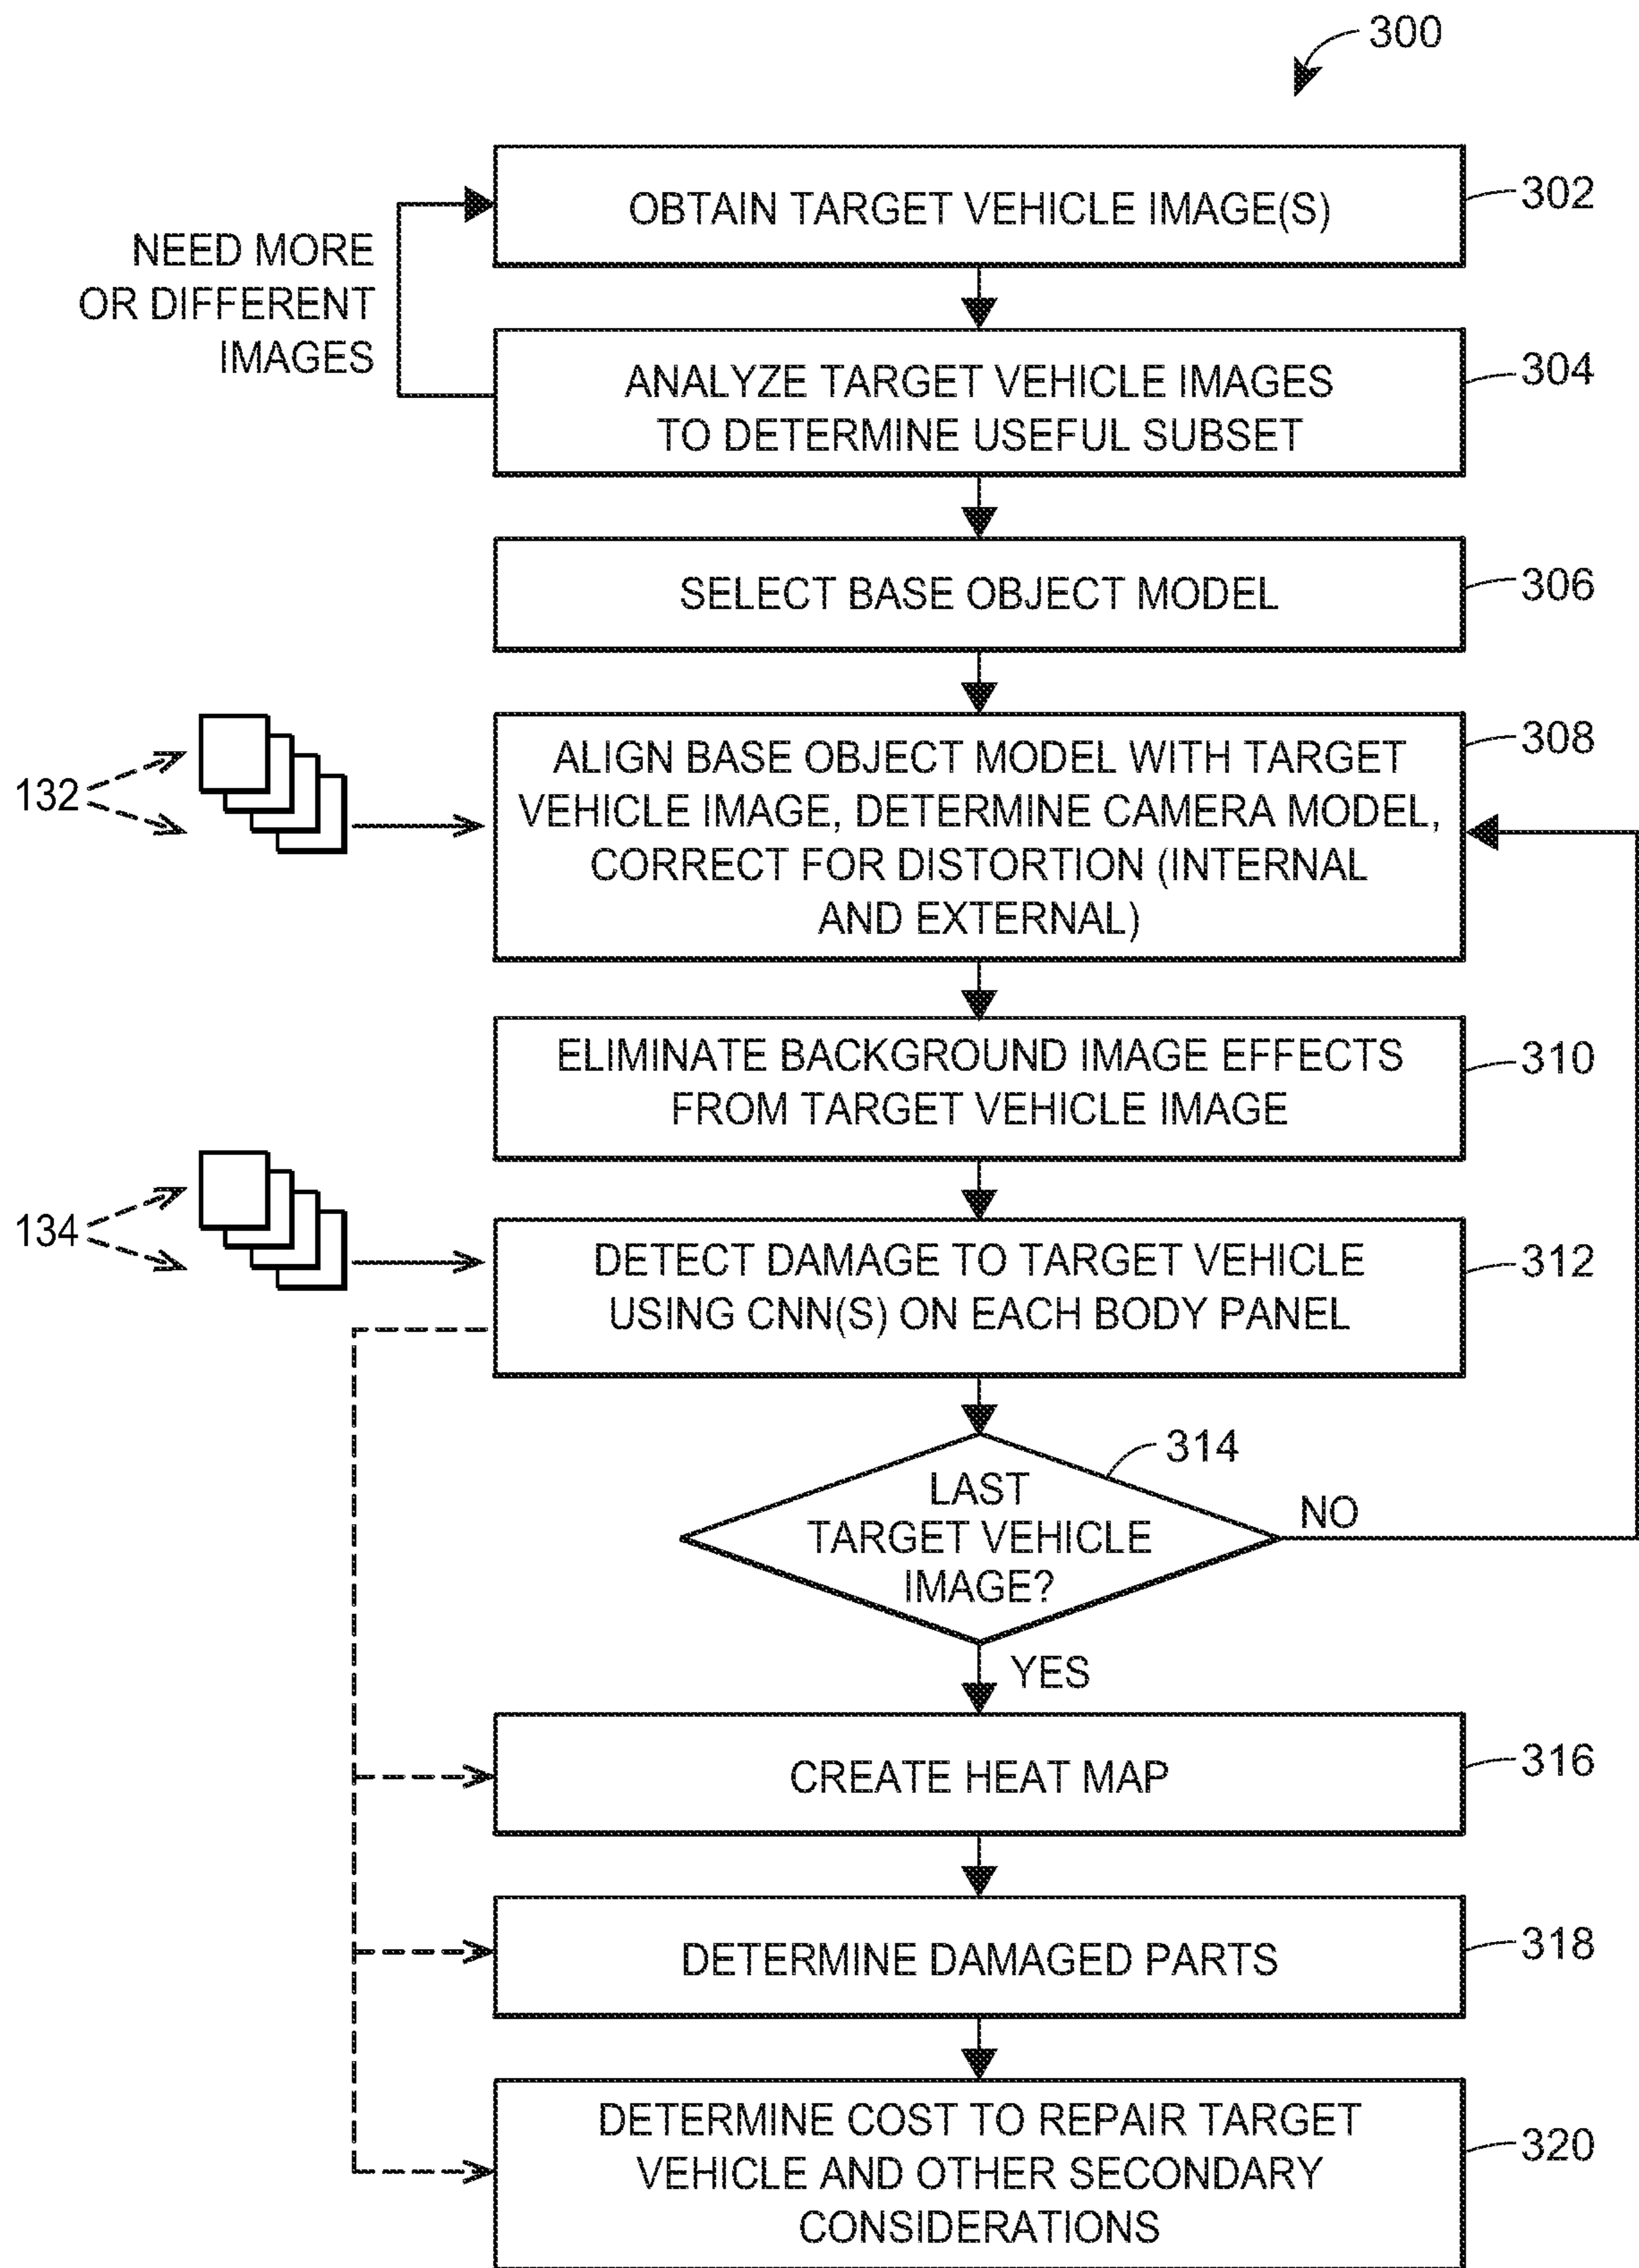 300
OBTAIN TARGET VEHICLE IMAGE(S)
302
NEED MORE
OR DIFFERENT
IMAGES
ANALYZE TARGET VEHICLE IMAGES
TO DETERMINE USEFUL SUBSET
304
SELECT BASE OBJECT MODEL
306
132
ALIGN BASE OBJECT MODEL WITH TARGET
VEHICLE IMAGE, DETERMINE CAMERA MODEL,
CORRECT FOR DISTORTION (INTERNAL
AND EXTERNAL)
308
ELIMINATE BACKGROUND IMAGE EFFECTS
FROM TARGET VEHICLE IMAGE
310
134
DETECT DAMAGE TO TARGET VEHICLE
USING CNN(S) ON EACH BODY PANEL
312
LAST
TARGET VEHICLE
IMAGE?
314
NO
YES
CREATE HEAT MAP
316
DETERMINE DAMAGED PARTS
318
DETERMINE COST TO REPAIR TARGET
VEHICLE AND OTHER SECONDARY
CONSIDERATIONS
320